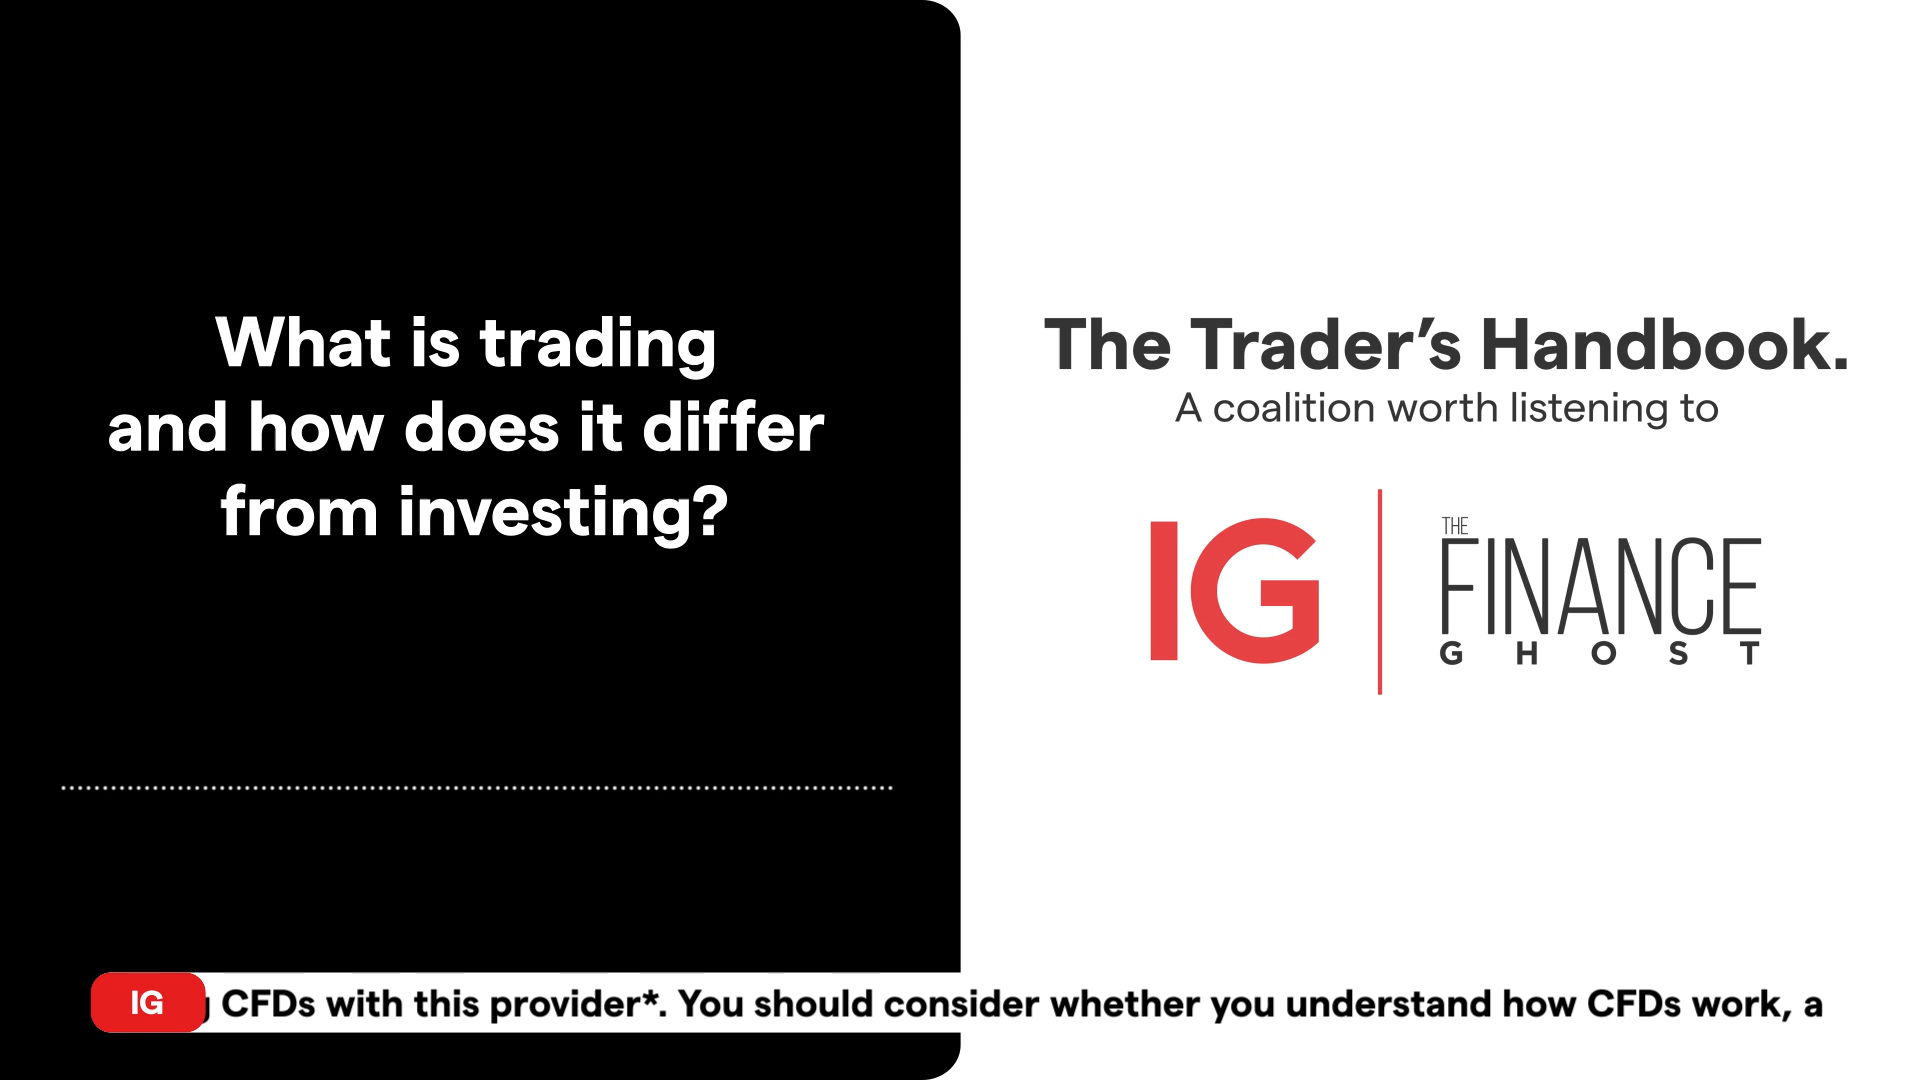 What is trading
and how does it differ
from investing?
The Trader’s Handbook.
A coalition worth listening to
IG
THE
FINANCE
GHOST
IG
CFDs with this provider*. You should consider whether you understand how CFDs work, a